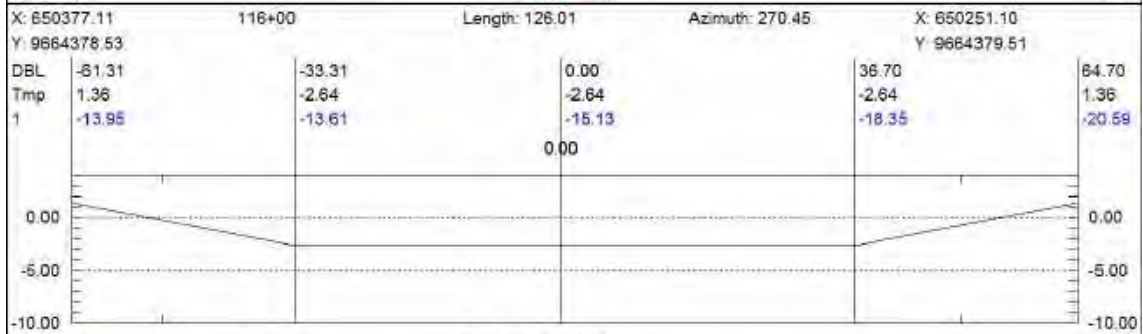 X: 650377.11 116+00 Length: 126.01 Azimuth: 270.45 X: 650251.10
Y: 9664378.53 Y: 9664379.51
DBL -61.31 -33.31 0.00 36.70 64.70
Tmp 1.36 -2.64 -2.64 -2.64 1.36
1 -13.95 -13.61 -15.13 -18.35 -20.59
0.00
0.00 0.00
-5.00 -5.00
-10.00 -10.00